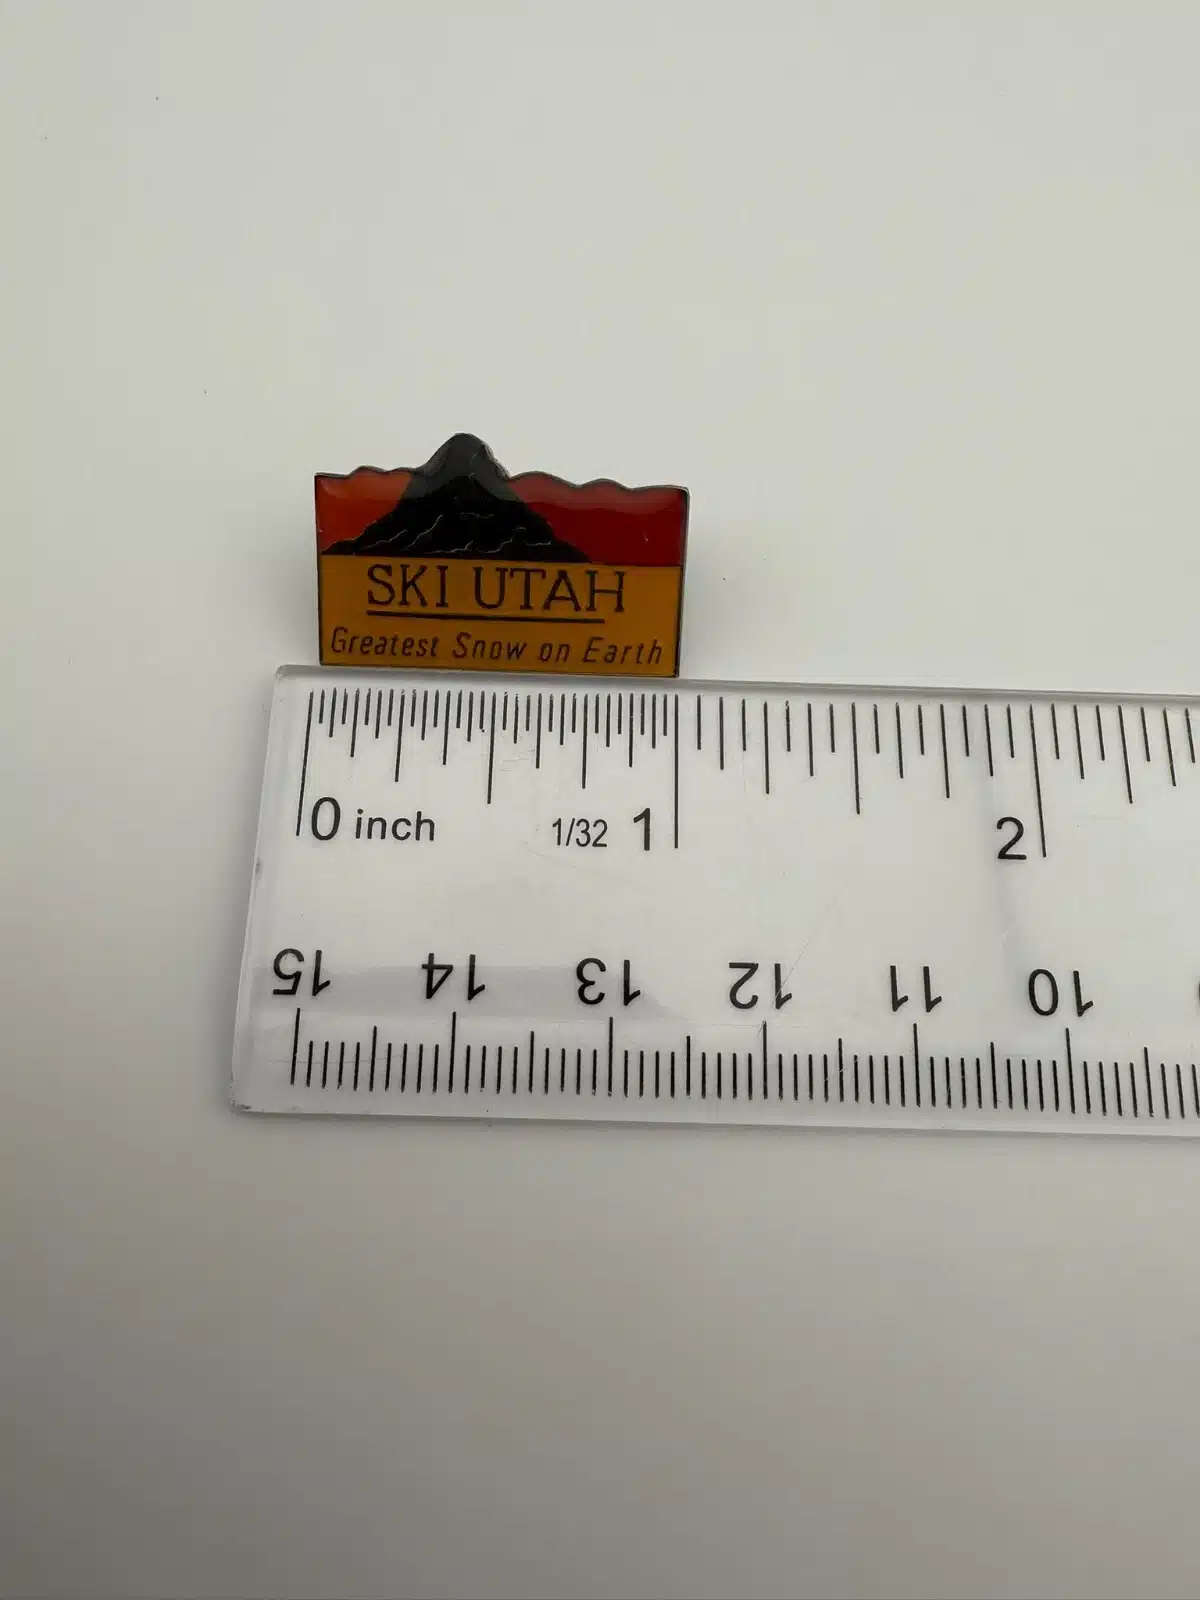 SKI UTAH
Greatest Snow on Earth
0 inch 1/32 1 2
15 14 13 12 11 10